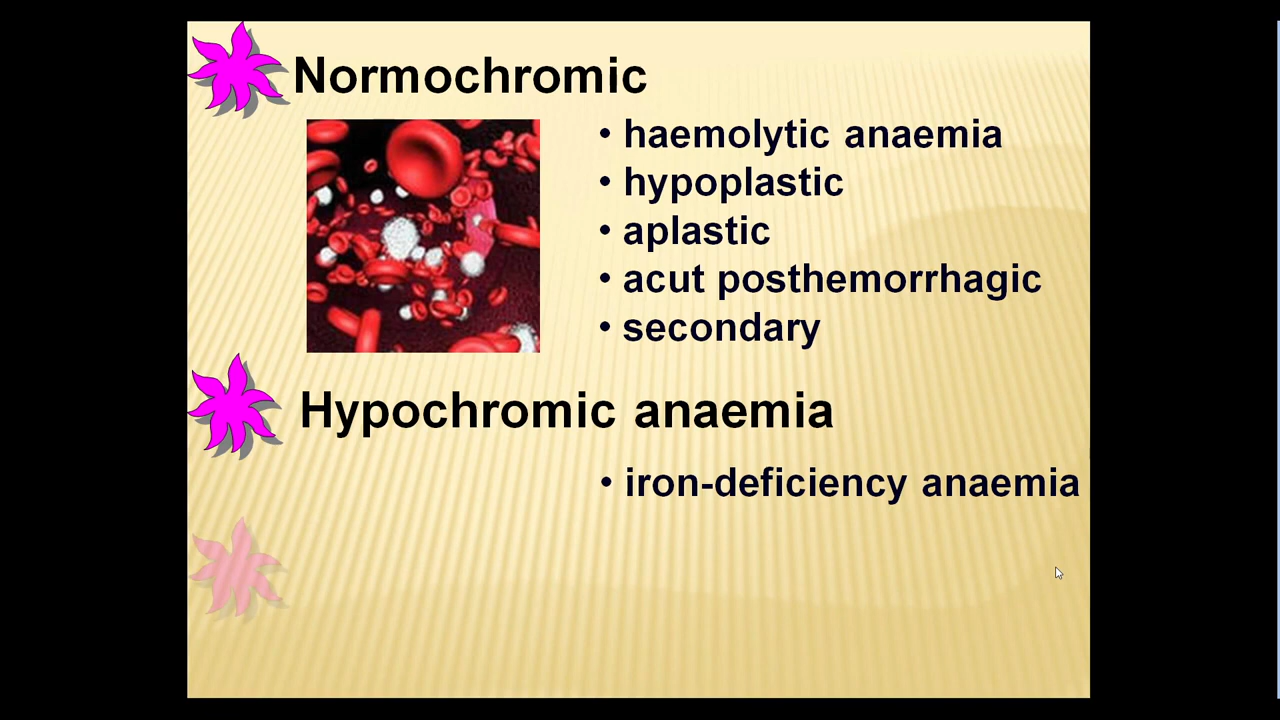 Normochromic
• haemolytic anaemia
• hypoplastic
• aplastic
• acut posthemorrhagic
• secondary
Hypochromic anaemia
• iron-deficiency anaemia